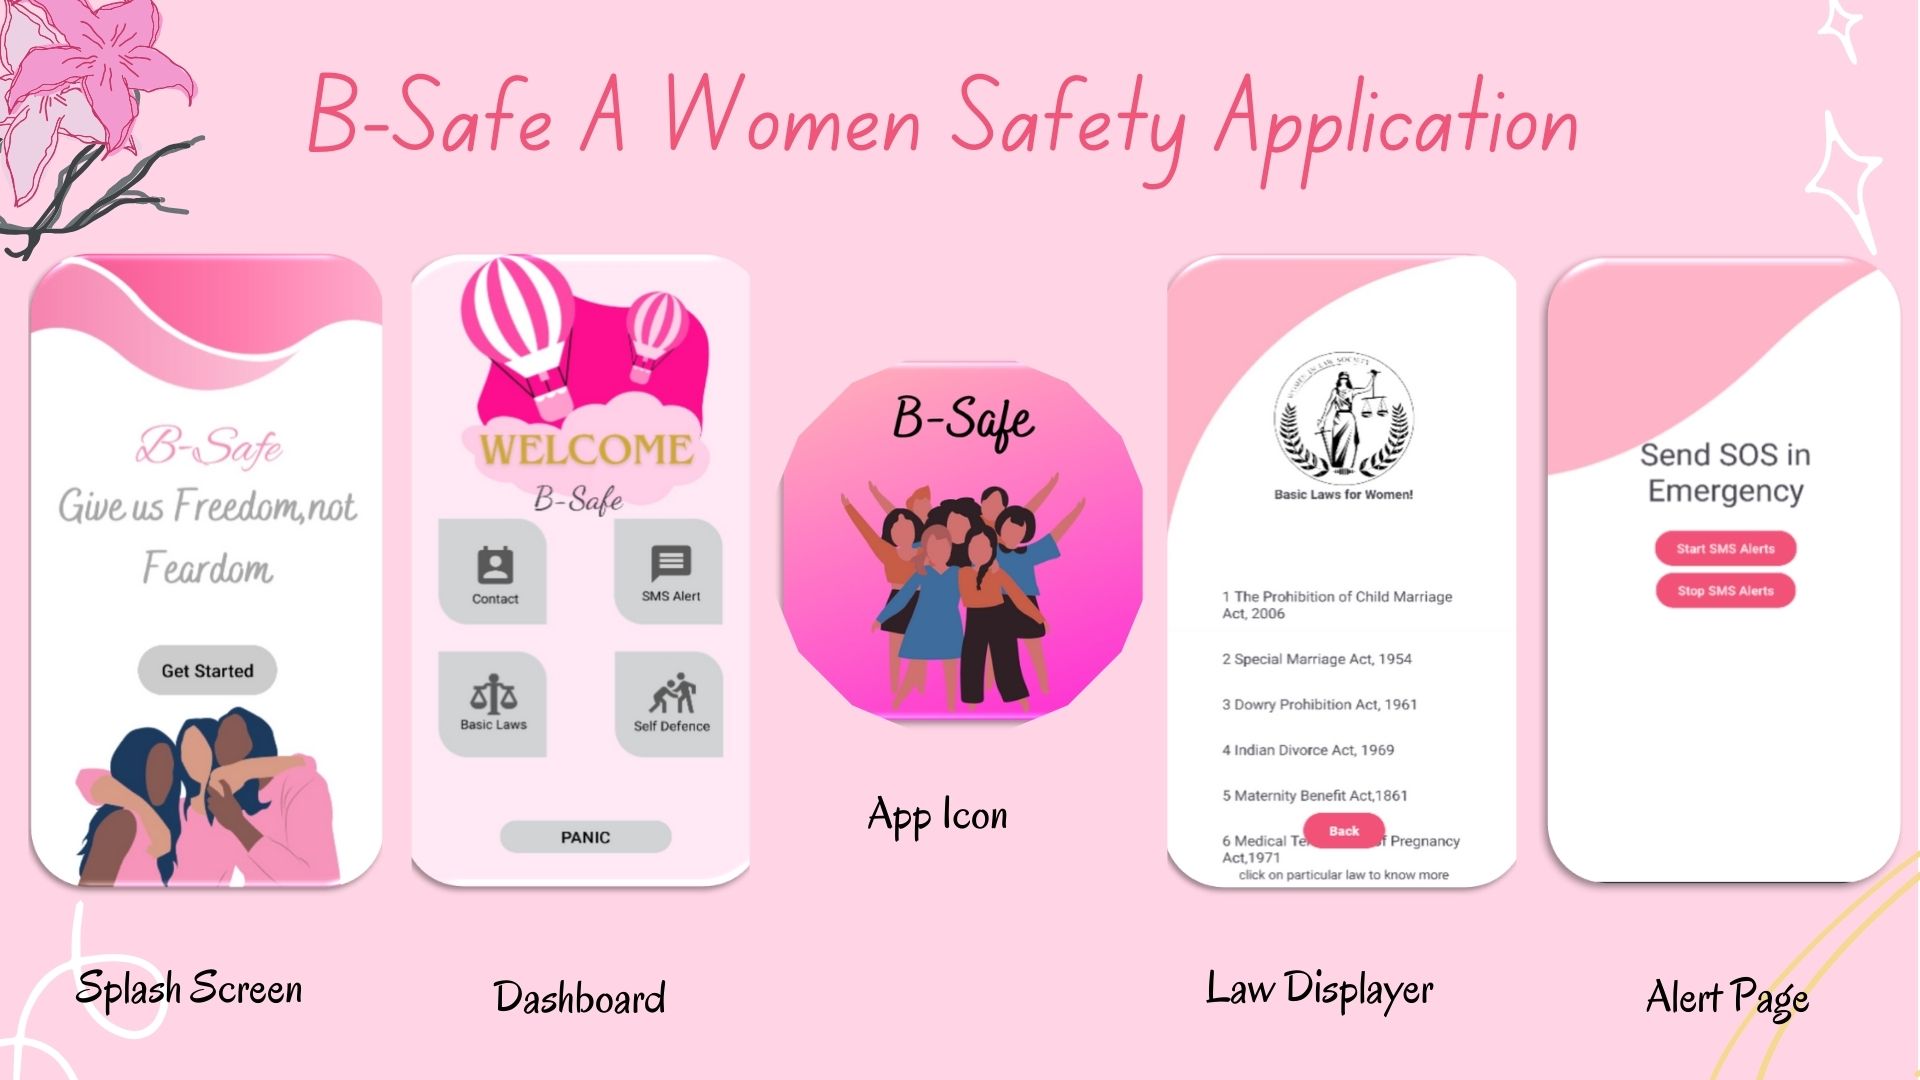 B-Safe A Women Safety Application
B-Safe
Give us Freedom,not
Feardom
Get Started
Splash Screen
WELCOME
B-Safe
Contact
SMS Alert
Basic Laws
Self Defence
PANIC
Dashboard
B-Safe
App Icon
WOMEN IN LAW SOCIETY
Basic Laws for Women!
1 The Prohibition of Child Marriage
Act, 2006
2 Special Marriage Act, 1954
3 Dowry Prohibition Act, 1961
4 Indian Divorce Act, 1969
5 Maternity Benefit Act,1861
Back
6 Medical Te f Pregnancy
Act,1971
click on particular law to know more
Law Displayer
Send SOS in
Emergency
Start SMS Alerts
Stop SMS Alerts
Alert Page